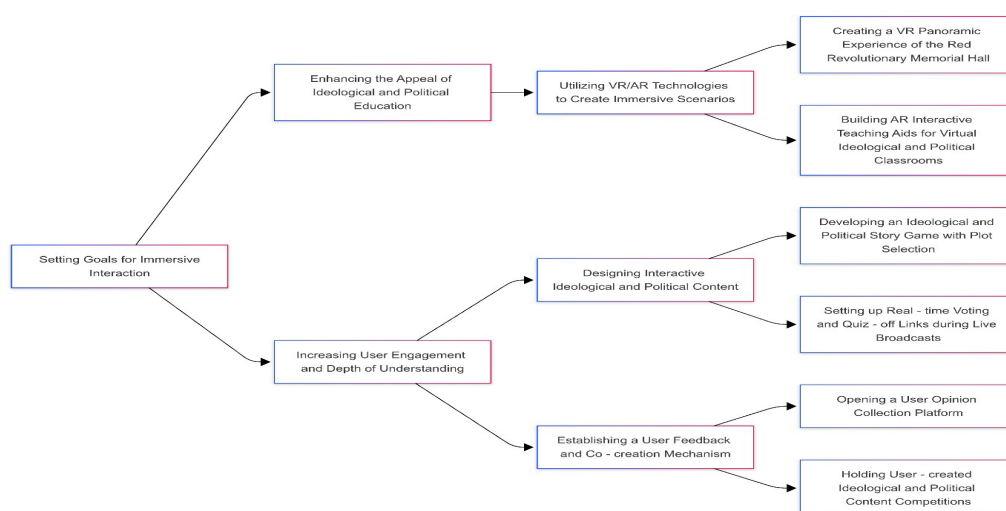 Setting Goals for Immersive
Interaction
Enhancing the Appeal of
Ideological and Political
Education
Increasing User Engagement
and Depth of Understanding
Utilizing VR/AR Technologies
to Create Immersive Scenarios
Designing Interactive
Ideological and Political Content
Establishing a User Feedback
and Co - creation Mechanism
Creating a VR Panoramic
Experience of the Red
Revolutionary Memorial Hall
Building AR Interactive
Teaching Aids for Virtual
Ideological and Political
Classrooms
Developing an Ideological and
Political Story Game with Plot
Selection
Setting up Real - time Voting
and Quiz - off Links during Live
Broadcasts
Opening a User Opinion
Collection Platform
Holding User - created
Ideological and Political
Content Competitions